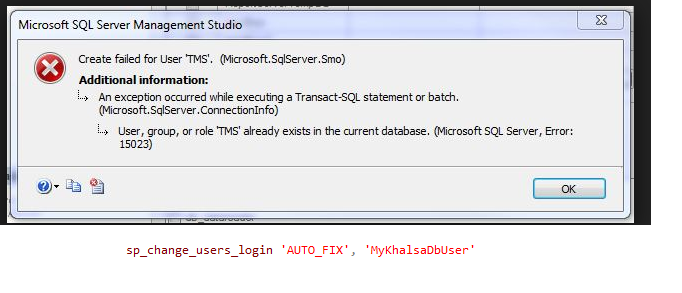 Microsoft SQL Server Management Studio
Create failed for User 'TMS'. (Microsoft.SqlServer.Smo)
Additional information:
An exception occurred while executing a Transact-SQL statement or batch.
(Microsoft.SqlServer.ConnectionInfo)
User, group, or role 'TMS' already exists in the current database. (Microsoft SQL Server, Error:
15023)
OK
sp_change_users_login 'AUTO_FIX', 'MyKhalsaDbUser'